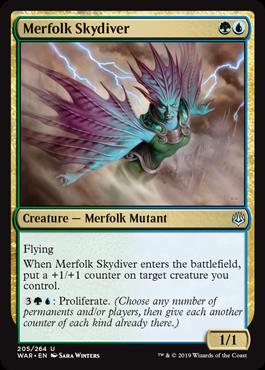 Merfolk Skydiver
Creature — Merfolk Mutant
Flying
When Merfolk Skydiver enters the battlefield,
put a +1/+1 counter on target creature you
control.
3: Proliferate. (Choose any number of
permanents and/or players, then give each another
counter of each kind already there.)
1/1
205/264 U
WAR • EN SARA WINTERS
™ & © 2019 Wizards of the Coast